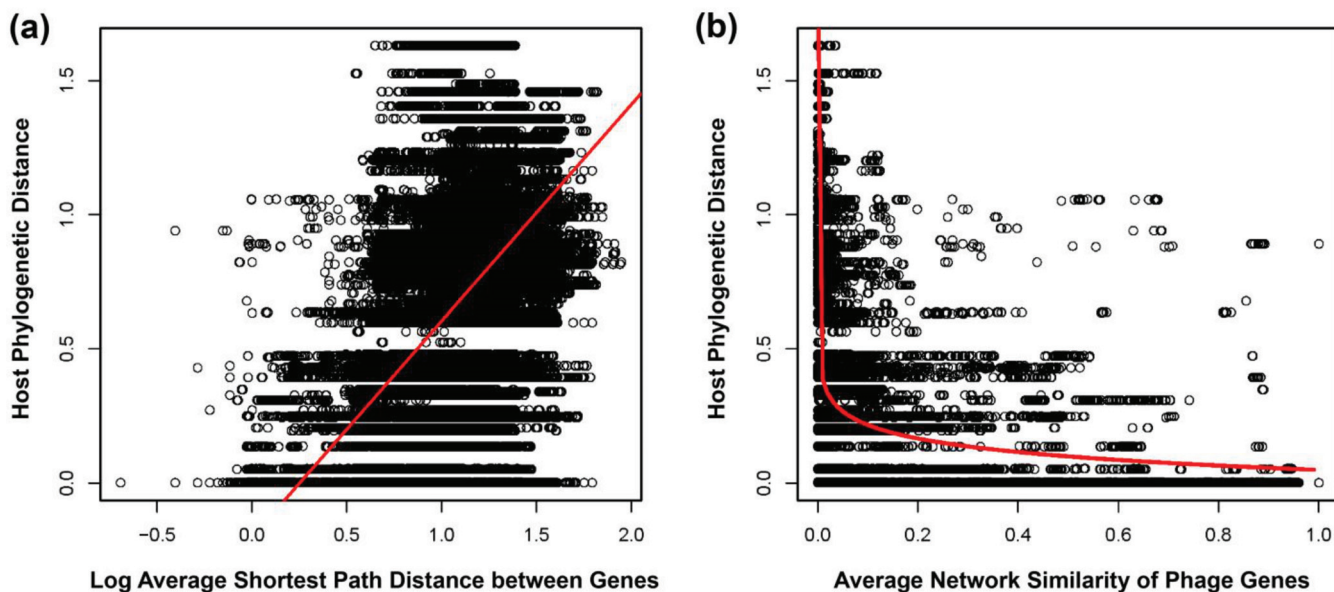 (a)
Host Phylogenetic Distance
1.5
1.0
0.5
0.0
−0.5 0.0 0.5 1.0 1.5 2.0
Log Average Shortest Path Distance between Genes
(b)
Host Phylogenetic Distance
1.5
1.0
0.5
0.0
0.0 0.2 0.4 0.6 0.8 1.0
Average Network Similarity of Phage Genes